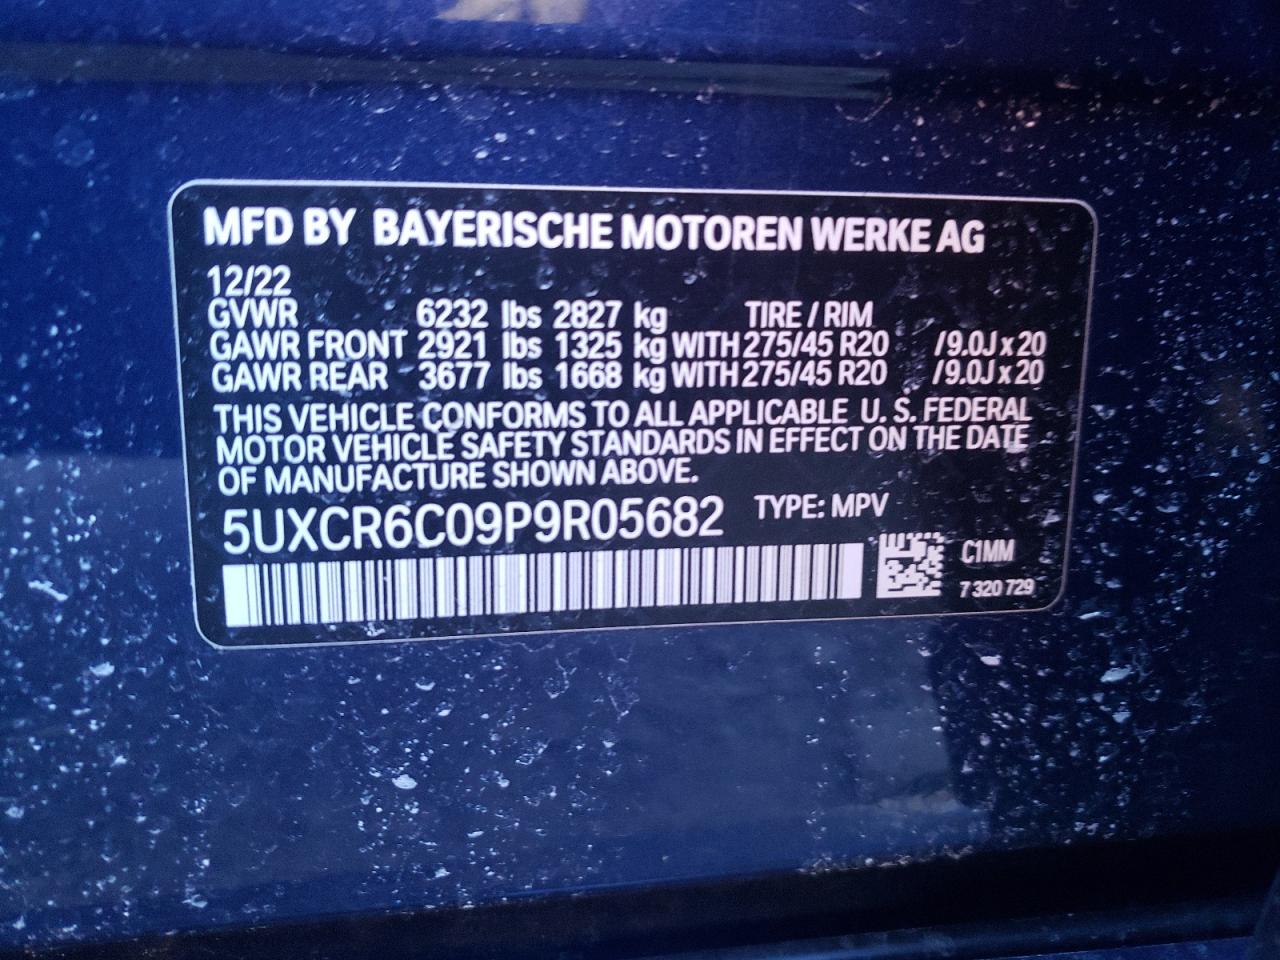 MFD BY BAYERISCHE MOTOREN WERKE AG
12/22
GVWR 6232 lbs 2827 kg TIRE / RIM
GAWR FRONT 2921 lbs 1325 kg WITH 275/45 R20 /9.0J x 20
GAWR REAR 3677 lbs 1668 kg WITH 275/45 R20 /9.0J x 20
THIS VEHICLE CONFORMS TO ALL APPLICABLE U. S. FEDERAL
MOTOR VEHICLE SAFETY STANDARDS IN EFFECT ON THE DATE
OF MANUFACTURE SHOWN ABOVE.
5UXCR6C09P9R05682 TYPE: MPV
C1MM
7 320 729